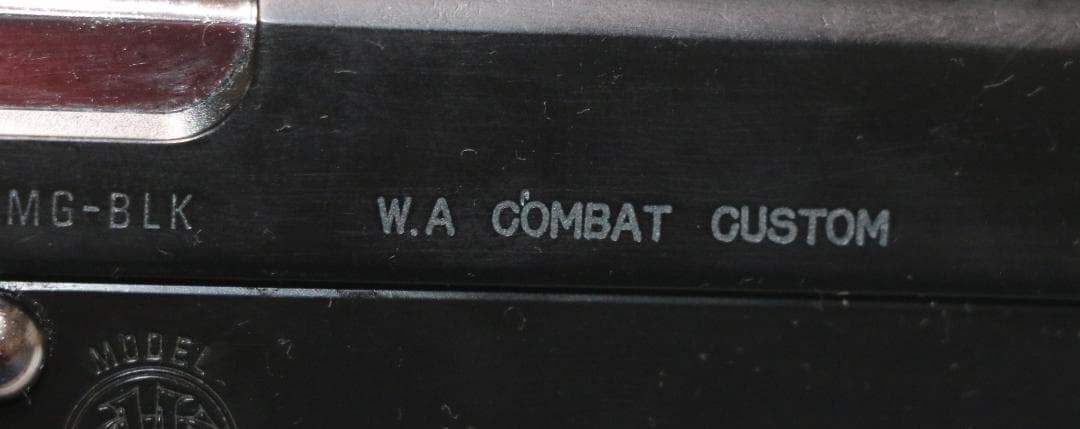 MG-BLK W.A COMBAT CUSTOM
MODEL